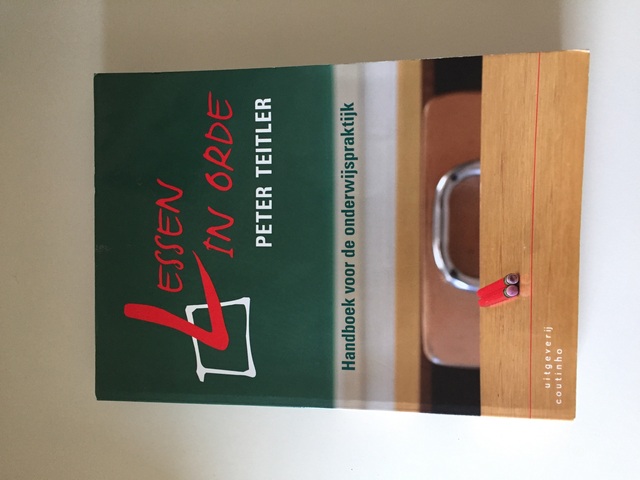 LESSEN
IN ORDE
PETER TEITLER
Handboek voor de onderwijspraktijk
uitgeverij
coutinho